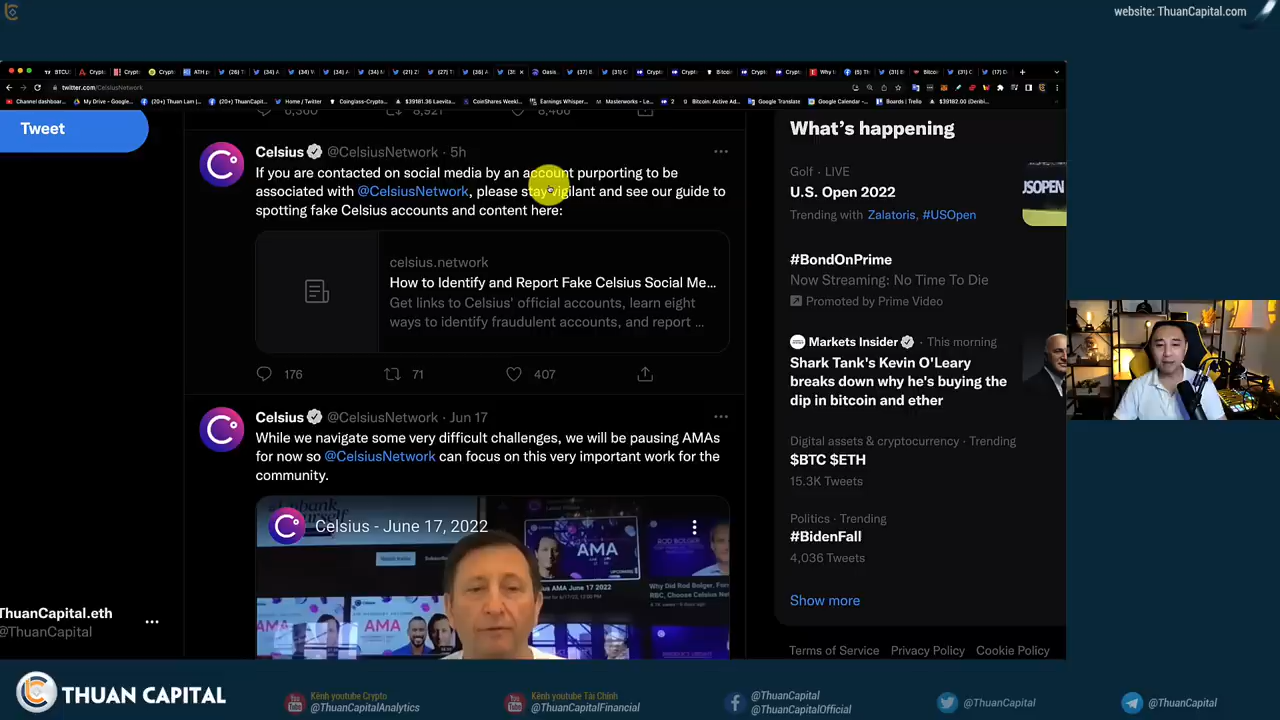 website: ThuanCapital.com
twitter.com/CelsiusNetwork
Tweet
8,921
Celsius @CelsiusNetwork · 5h
If you are contacted on social media by an account purporting to be
associated with @CelsiusNetwork, please stay vigilant and see our guide to
spotting fake Celsius accounts and content here:
celsius.network
How to Identify and Report Fake Celsius Social Me...
Get links to Celsius' official accounts, learn eight
ways to identify fraudulent accounts, and report ...
176 71 407
Celsius @CelsiusNetwork · Jun 17
While we navigate some very difficult challenges, we will be pausing AMAs
for now so @CelsiusNetwork can focus on this very important work for the
community.
Celsius - June 17, 2022
AMA
AMA
AMA
What's happening
Golf · LIVE
U.S. Open 2022
Trending with Zalatoris, #USOpen
#BondOnPrime
Now Streaming: No Time To Die
Promoted by Prime Video
Markets Insider · This morning
Shark Tank's Kevin O'Leary
breaks down why he's buying the
dip in bitcoin and ether
Digital assets & cryptocurrency · Trending
$BTC $ETH
15.3K Tweets
Politics · Trending
#BidenFall
4,036 Tweets
Show more
Terms of Service Privacy Policy Cookie Policy
ThuanCapital.eth
@ThuanCapital
THUAN CAPITAL
Kênh youtube Crypto
@ThuanCapitalAnalytics
Kênh youtube Tài Chính
@ThuanCapitalFinancial
@ThuanCapital
@ThuanCapitalOfficial
@ThuanCapital
@ThuanCapital